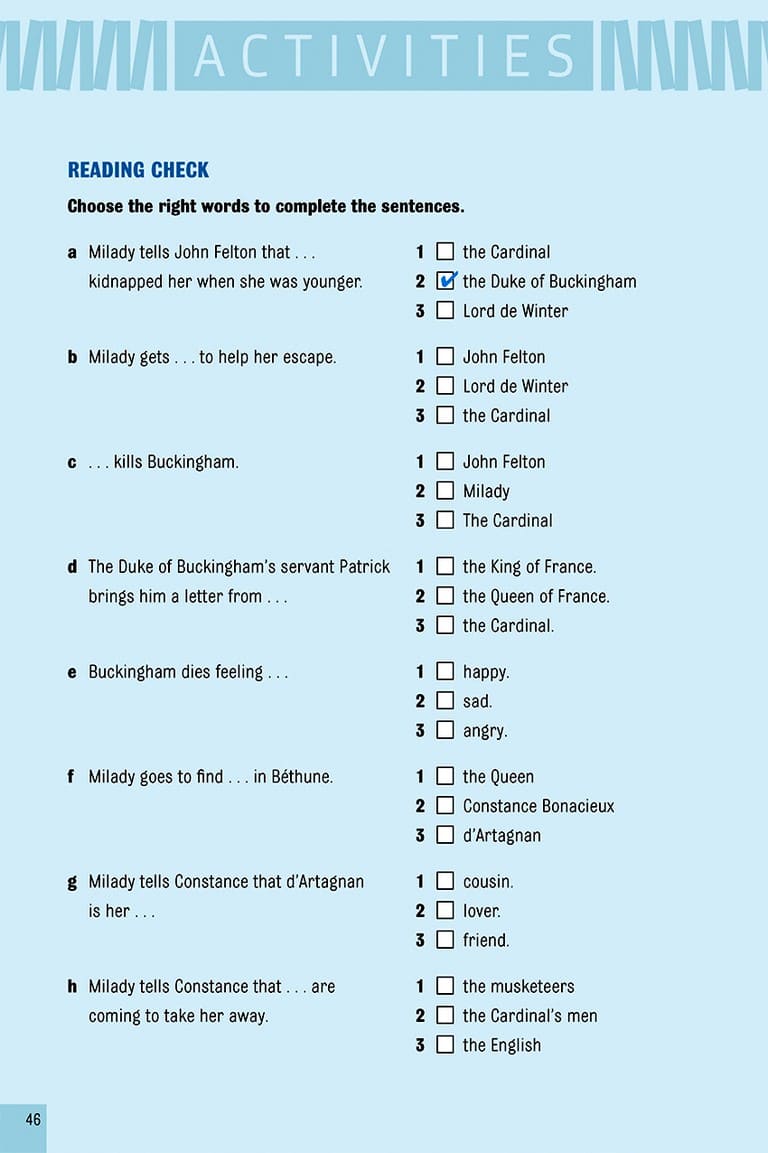 ACTIVITIES
READING CHECK
Choose the right words to complete the sentences.
a Milady tells John Felton that . . . 1 the Cardinal
kidnapped her when she was younger. 2 the Duke of Buckingham
3 Lord de Winter
b Milady gets . . . to help her escape. 1 John Felton
2 Lord de Winter
3 the Cardinal
c . . . kills Buckingham. 1 John Felton
2 Milady
3 The Cardinal
d The Duke of Buckingham's servant Patrick 1 the King of France.
brings him a letter from . . . 2 the Queen of France.
3 the Cardinal.
e Buckingham dies feeling . . . 1 happy.
2 sad.
3 angry.
f Milady goes to find . . . in Béthune. 1 the Queen
2 Constance Bonacieux
3 d'Artagnan
g Milady tells Constance that d'Artagnan 1 cousin.
is her . . . 2 lover.
3 friend.
h Milady tells Constance that . . . are 1 the musketeers
coming to take her away. 2 the Cardinal's men
3 the English
46